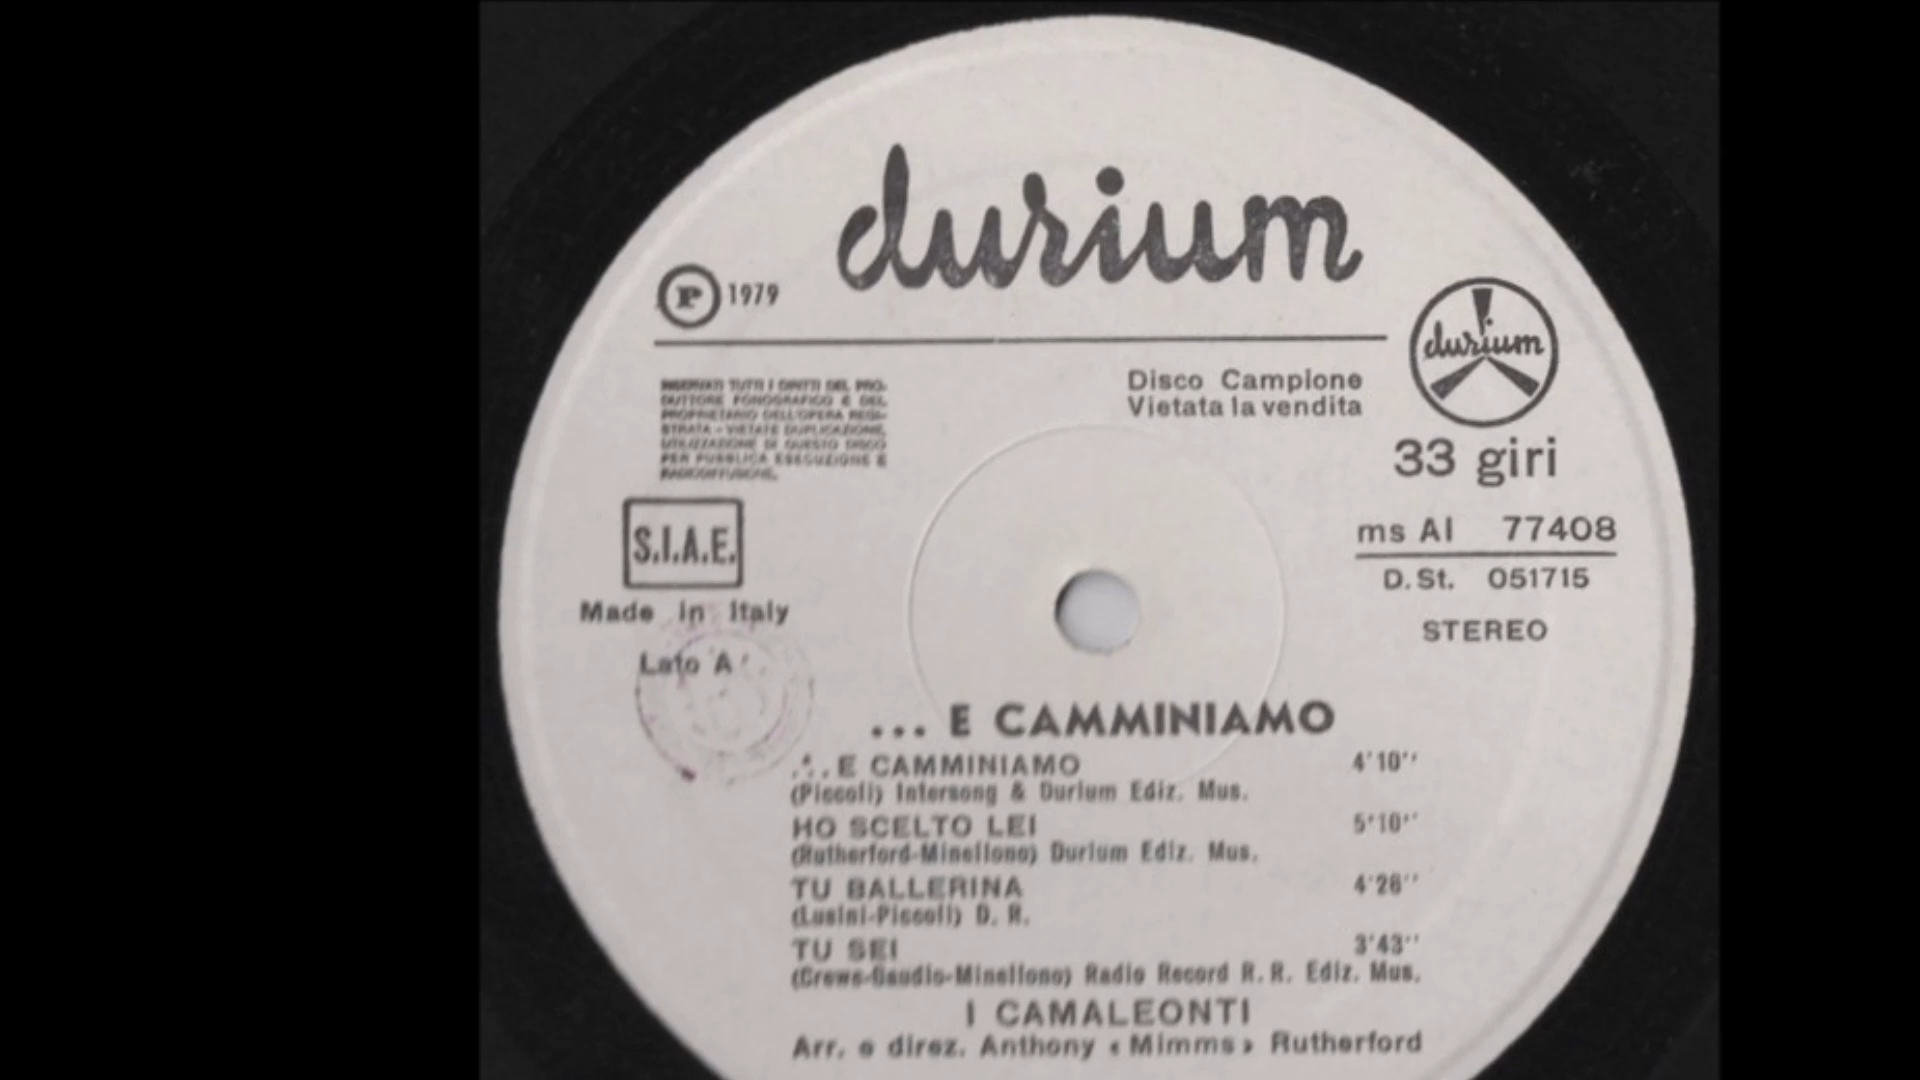 durium
P 1979
durium
RISERVATI TUTTI I DIRITTI DEL PRO-
DUTTORE FONOGRAFICO E DEL
PROPRIETARIO DELL'OPERA REGI-
STRATA - VIETATE DUPLICAZIONE,
UTILIZZAZIONE DI QUESTO DISCO
PER PUBBLICA ESECUZIONE E
RADIODIFFUSIONE.
Disco Campione
Vietata la vendita
33 giri
S.I.A.E.
ms AI 77408
D. St. 051715
Made in Italy
STEREO
Lato A
... E CAMMINIAMO
...E CAMMINIAMO 4'10''
(Piccoli) Intersong & Durium Ediz. Mus.
HO SCELTO LEI 5'10''
(Rutherford-Minellono) Durium Ediz. Mus.
TU BALLERINA 4'26''
(Lusini-Piccoli) D. R.
TU SEI 3'43''
(Crewe-Gaudio-Minellono) Radio Record R. R. Ediz. Mus.
I CAMALEONTI
Arr. e direz. Anthony «Mimms» Rutherford